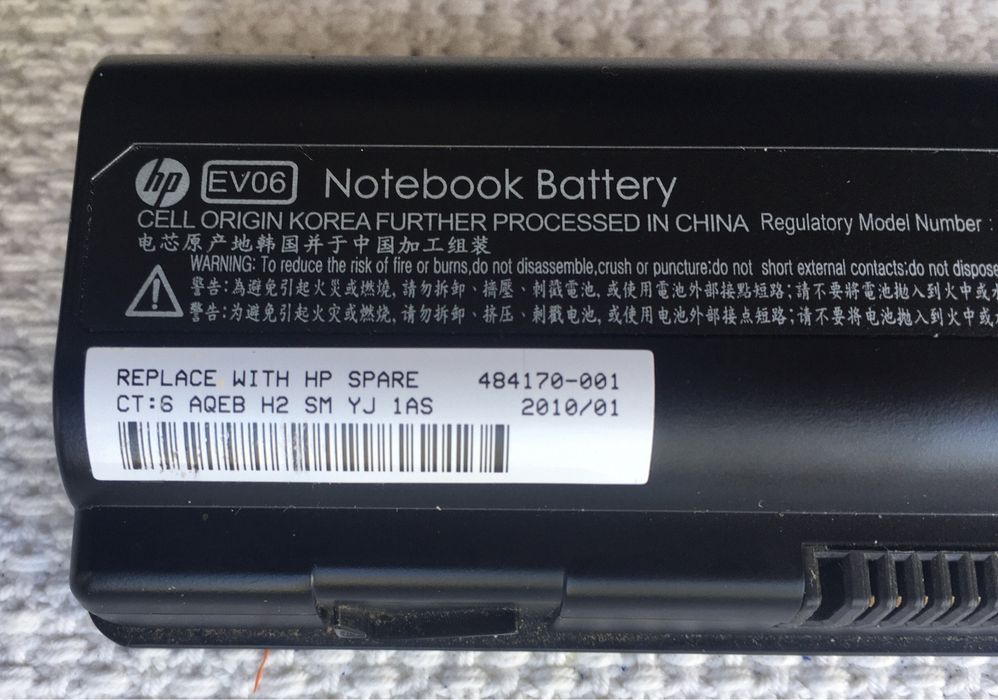 hp EV06 Notebook Battery
CELL ORIGIN KOREA FURTHER PROCESSED IN CHINA Regulatory Model Number :
电芯原产地韩国并于中国加工组装
WARNING: To reduce the risk of fire or burns,do not disassemble,crush or puncture;do not short external contacts;do not dispose
警告:為避免引起火災或燃燒, 請勿拆卸、擠壓、刺戳電池, 或使用電池外部接點短路;請不要將電池拋入到火中或
警告:为避免引起火灾或燃烧, 请勿拆卸、挤压、刺戳电池, 或使用电池外部接点短路;请不要将电池抛入到火中或
REPLACE WITH HP SPARE 484170-001
CT:6 AQEB H2 SM YJ 1AS 2010/01